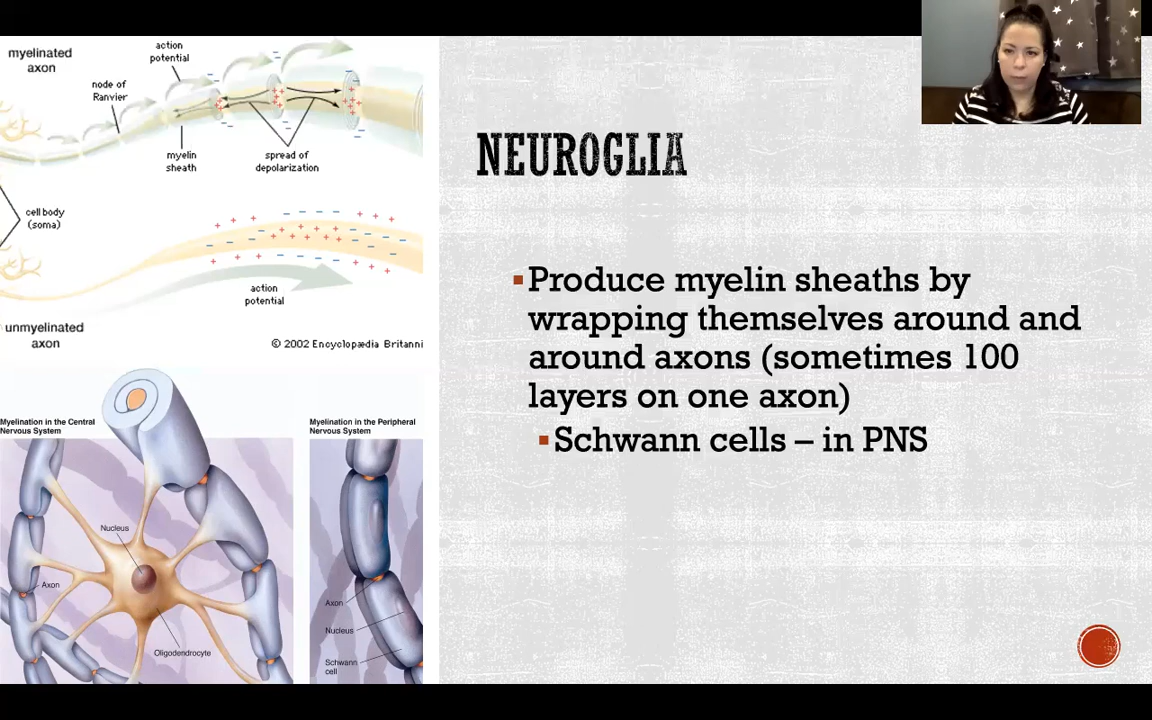 myelinated
axon
action
potential
node of
Ranvier
myelin
sheath
spread of
depolarization
cell body
(soma)
action
potential
unmyelinated
axon
© 2002 Encyclopædia Britanni
Myelination in the Central
Nervous System
Nucleus
Axon
Oligodendrocyte
Myelination in the Peripheral
Nervous System
Axon
Nucleus
Schwann
cell
NEUROGLIA
▪Produce myelin sheaths by
wrapping themselves around and
around axons (sometimes 100
layers on one axon)
▪Schwann cells – in PNS